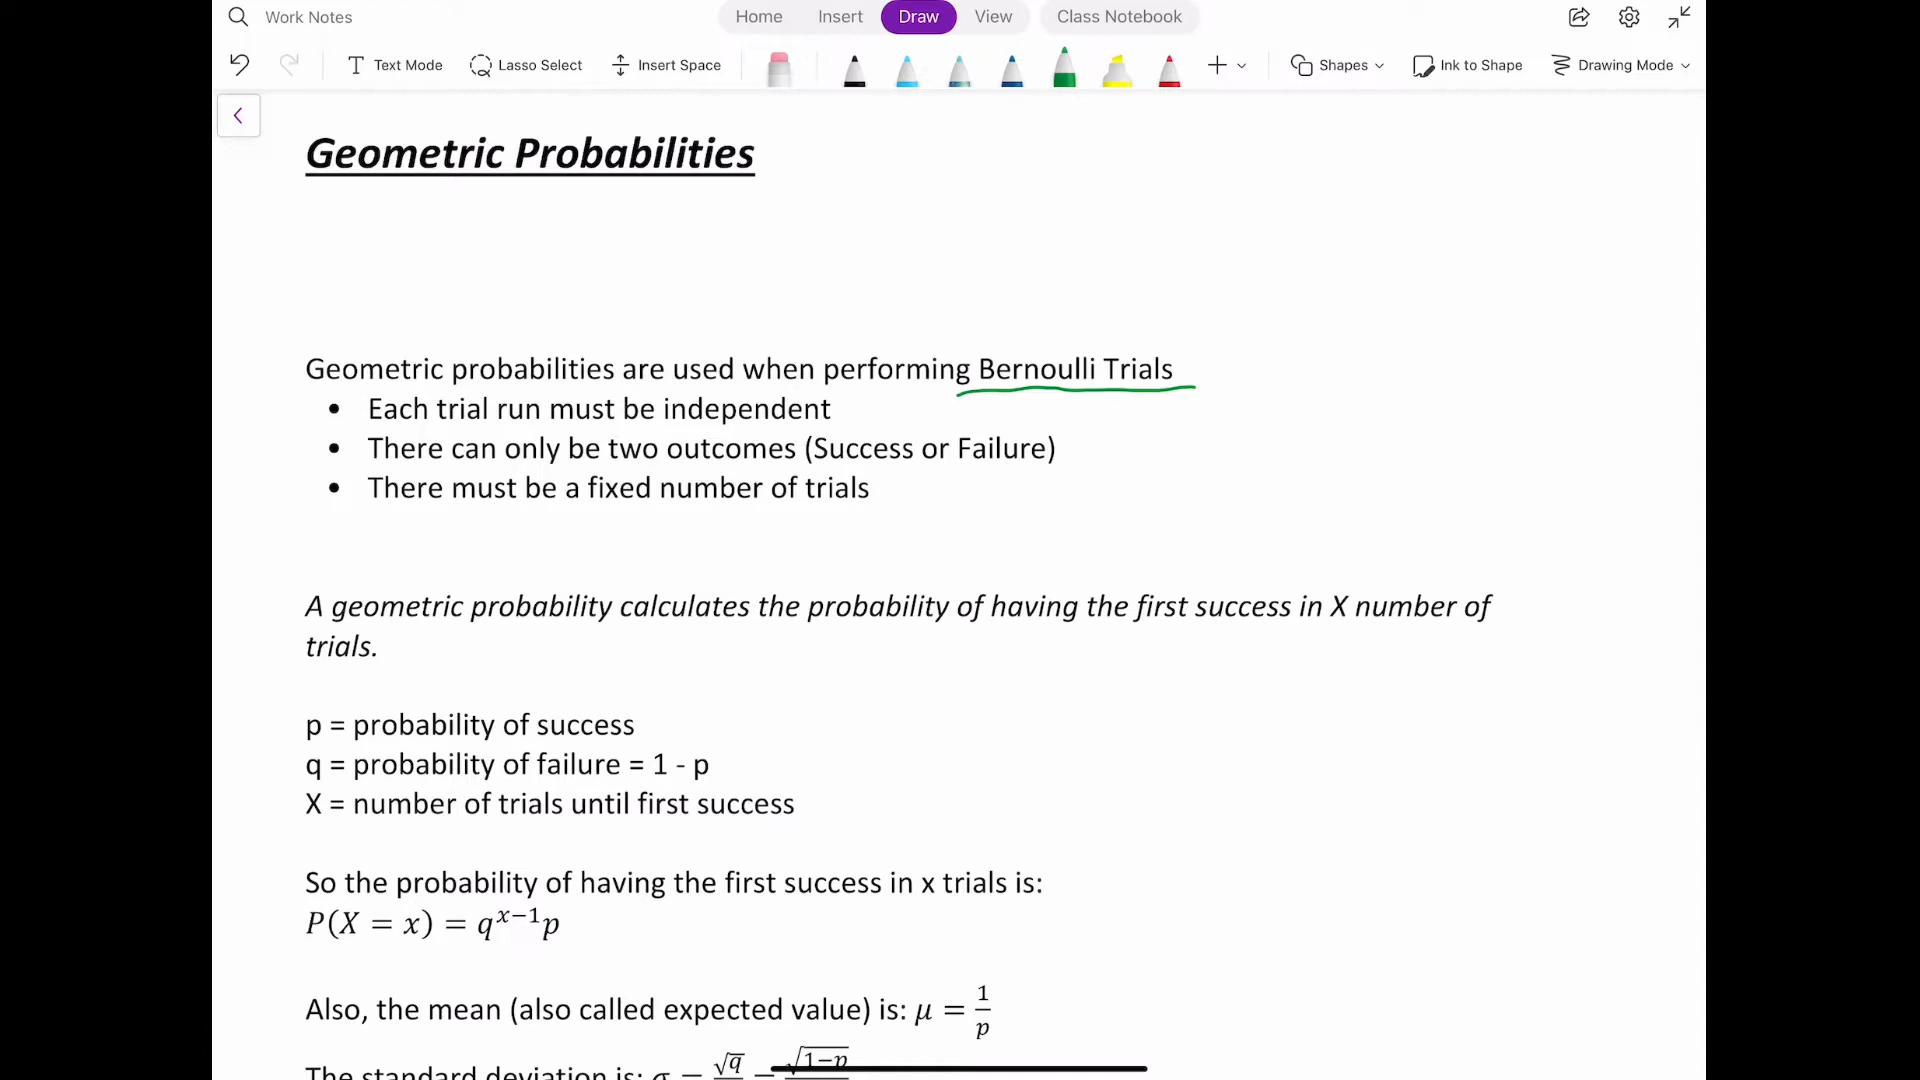 Work Notes
Home Insert Draw View Class Notebook
Text Mode Lasso Select Insert Space Shapes Ink to Shape Drawing Mode
Geometric Probabilities
Geometric probabilities are used when performing Bernoulli Trials
• Each trial run must be independent
• There can only be two outcomes (Success or Failure)
• There must be a fixed number of trials
A geometric probability calculates the probability of having the first success in X number of
trials.
p = probability of success
q = probability of failure = 1 - p
X = number of trials until first success
So the probability of having the first success in x trials is:
P(X = x) = q^{x−1}p
Also, the mean (also called expected value) is: μ = 1/p
The standard deviation is: σ = √q = √1−p